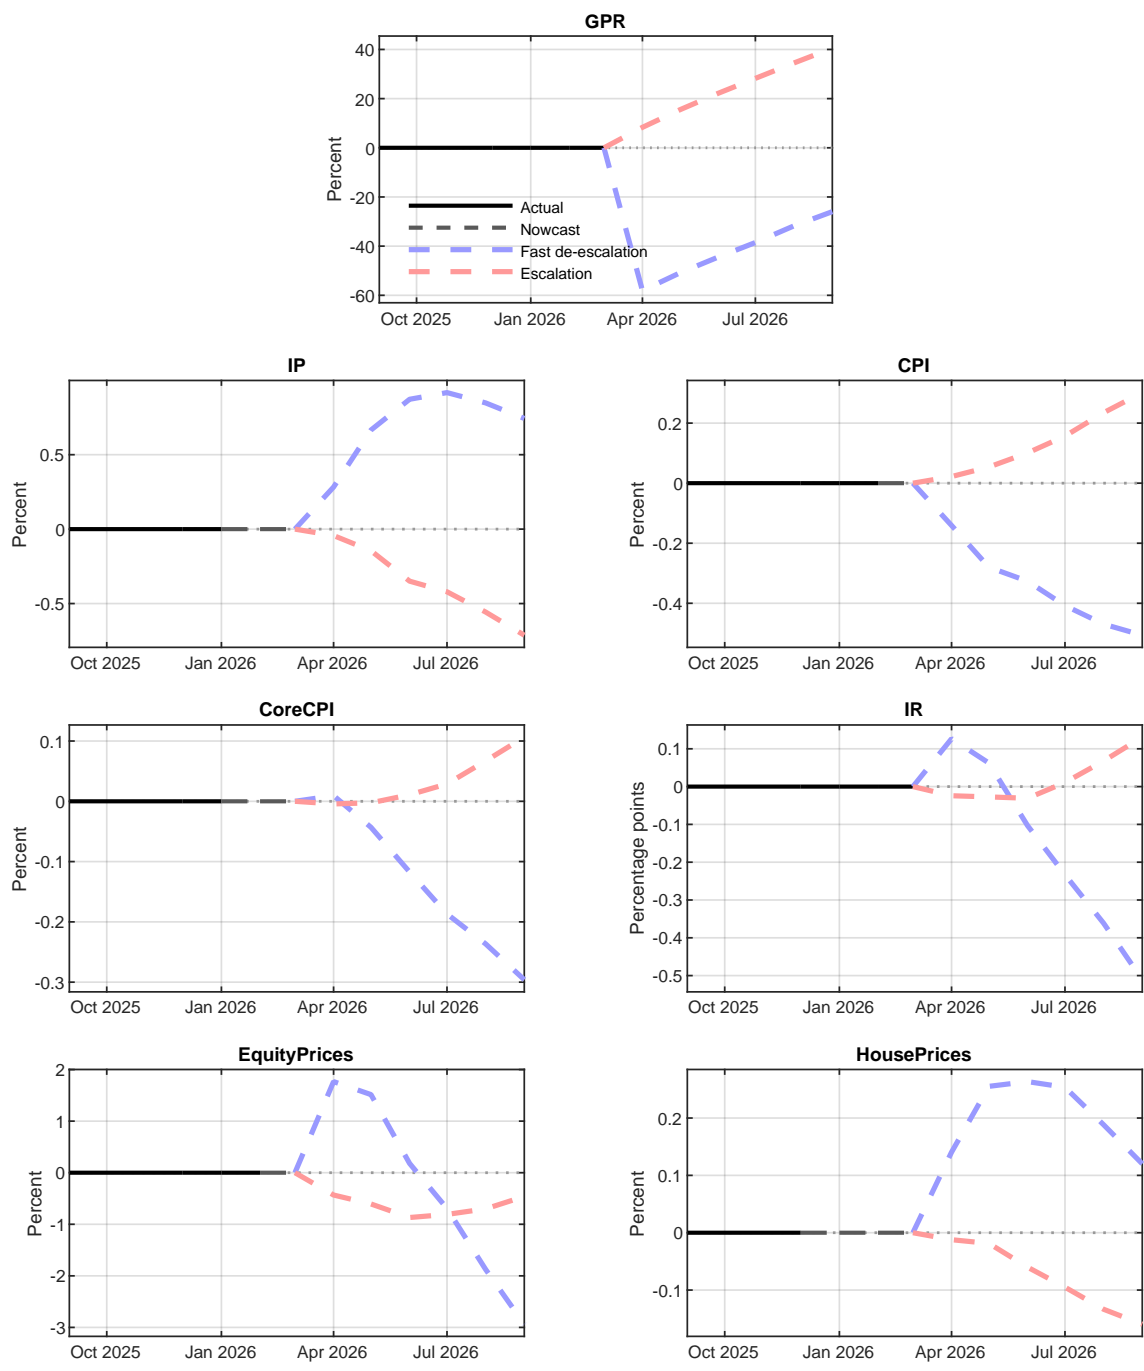 GPR
Percent
40
20
0
-20
-40
-60
Actual
Nowcast
Fast de-escalation
Escalation
Oct 2025 Jan 2026 Apr 2026 Jul 2026
IP
Percent
0.5
0
-0.5
Oct 2025 Jan 2026 Apr 2026 Jul 2026
CPI
Percent
0.2
0
-0.2
-0.4
Oct 2025 Jan 2026 Apr 2026 Jul 2026
CoreCPI
Percent
0.1
0
-0.1
-0.2
-0.3
Oct 2025 Jan 2026 Apr 2026 Jul 2026
IR
Percentage points
0.1
0
-0.1
-0.2
-0.3
-0.4
-0.5
Oct 2025 Jan 2026 Apr 2026 Jul 2026
EquityPrices
Percent
2
1
0
-1
-2
-3
Oct 2025 Jan 2026 Apr 2026 Jul 2026
HousePrices
Percent
0.2
0.1
0
-0.1
Oct 2025 Jan 2026 Apr 2026 Jul 2026